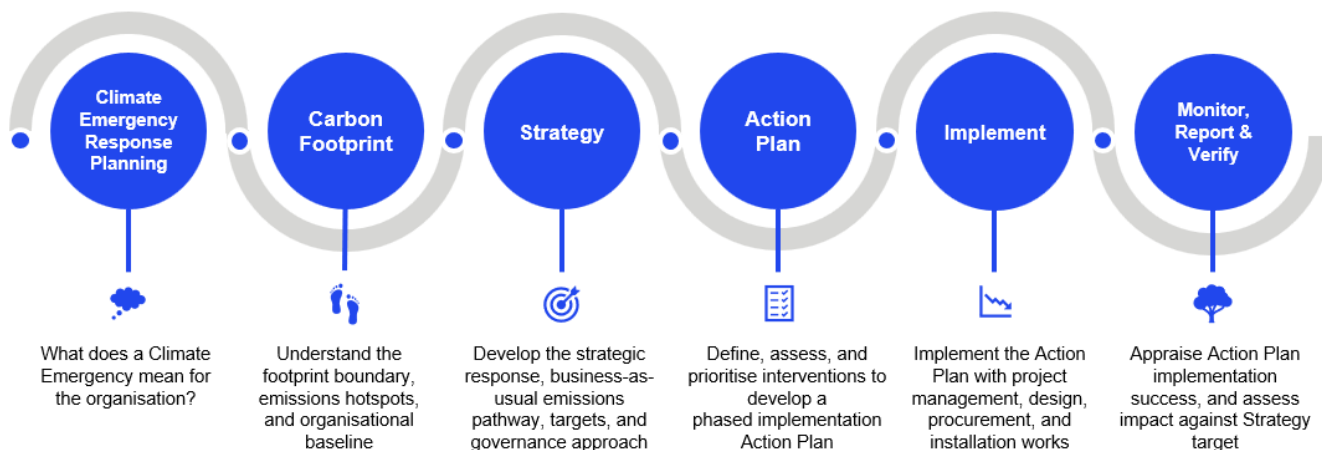 Climate
Emergency
Response
Planning
Carbon
Footprint
Strategy
Action
Plan
Implement
Monitor,
Report &
Verify
What does a Climate
Emergency mean for
the organisation?
Understand the
footprint boundary,
emissions hotspots,
and organisational
baseline
Develop the strategic
response, business-as-
usual emissions
pathway, targets, and
governance approach
Define, assess, and
prioritise interventions to
develop a
phased implementation
Action Plan
Implement the Action
Plan with project
management, design,
procurement, and
installation works
Appraise Action Plan
implementation
success, and assess
impact against Strategy
target